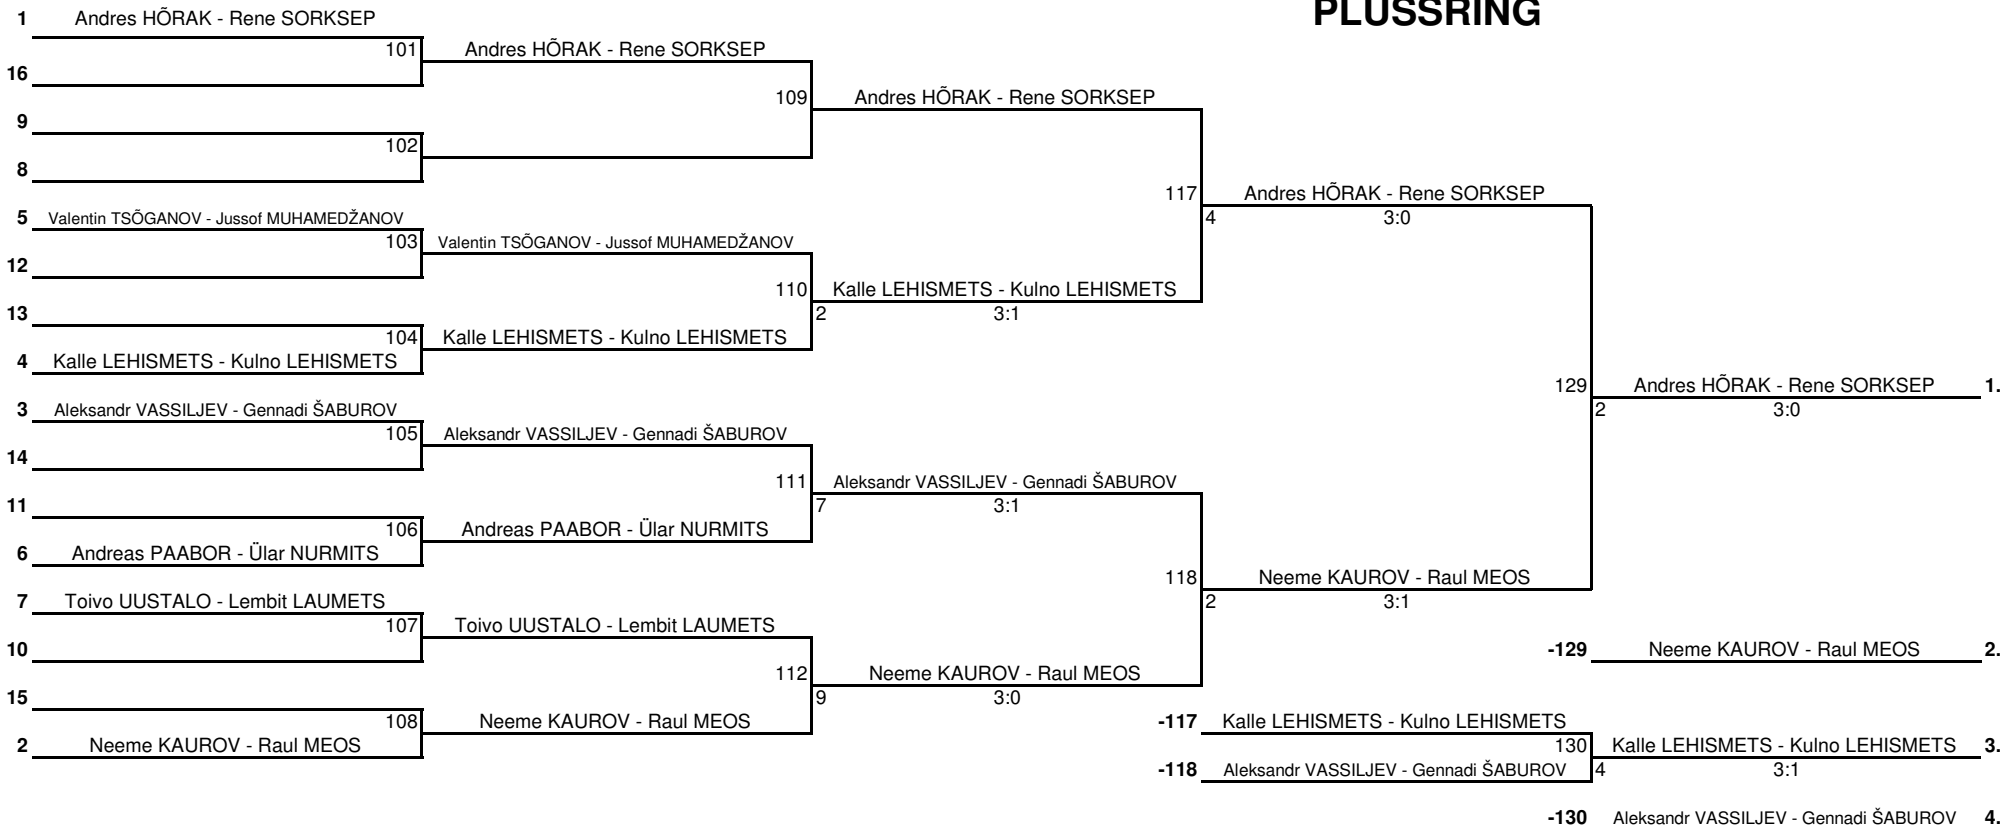 PLUSSRING
1 Andres HÕRAK - Rene SORKSEP
101 Andres HÕRAK - Rene SORKSEP
16
109 Andres HÕRAK - Rene SORKSEP
9
102
8
117 Andres HÕRAK - Rene SORKSEP
4 3:0
5 Valentin TSÕGANOV - Jussof MUHAMEDŽANOV
103 Valentin TSÕGANOV - Jussof MUHAMEDŽANOV
12
110 Kalle LEHISMETS - Kulno LEHISMETS
2 3:1
13
104 Kalle LEHISMETS - Kulno LEHISMETS
4 Kalle LEHISMETS - Kulno LEHISMETS
129 Andres HÕRAK - Rene SORKSEP 1.
2 3:0
3 Aleksandr VASSILJEV - Gennadi ŠABUROV
105 Aleksandr VASSILJEV - Gennadi ŠABUROV
14
111 Aleksandr VASSILJEV - Gennadi ŠABUROV
7 3:1
11
106 Andreas PAABOR - Ülar NURMITS
6 Andreas PAABOR - Ülar NURMITS
118 Neeme KAUROV - Raul MEOS
2 3:1
7 Toivo UUSTALO - Lembit LAUMETS
107 Toivo UUSTALO - Lembit LAUMETS
10
-129 Neeme KAUROV - Raul MEOS 2.
112 Neeme KAUROV - Raul MEOS
9 3:0
15
108 Neeme KAUROV - Raul MEOS
2 Neeme KAUROV - Raul MEOS
-117 Kalle LEHISMETS - Kulno LEHISMETS
130 Kalle LEHISMETS - Kulno LEHISMETS 3.
-118 Aleksandr VASSILJEV - Gennadi ŠABUROV
4 3:1
-130 Aleksandr VASSILJEV - Gennadi ŠABUROV 4.